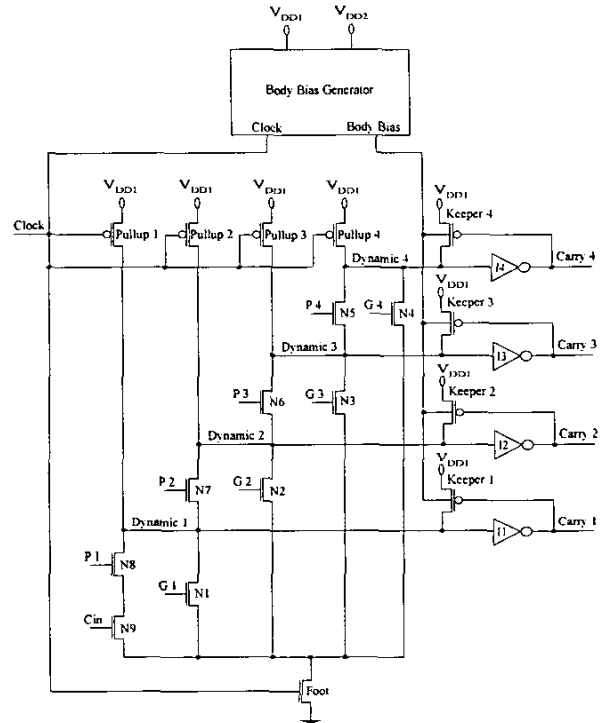 V_DD1 V_DD2
Body Bias Generator
Clock Body Bias
V_DD1 V_DD1 V_DD1 V_DD1 V_DD1
Keeper 4
Clock Pullup 1 Pullup 2 Pullup 3 Pullup 4
Dynamic 4 I4 Carry 4
V_DD1
Keeper 3
P 4 N5 G 4 N4
Dynamic 3 I3 Carry 3
V_DD1
Keeper 2
P 3 N6 G 3 N3
Dynamic 2 I2 Carry 2
V_DD1
Keeper 1
P 2 N7 G 2 N2
Dynamic 1 I1 Carry 1
P 1 N8
G 1 N1
Cin N9
Foot